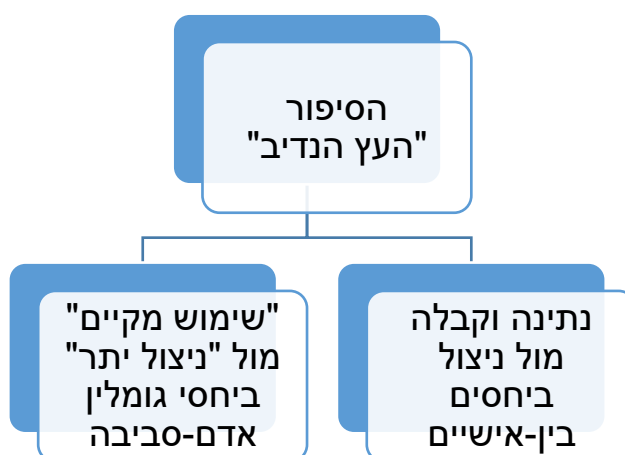 הסיפור
"העץ הנדיב"
נתינה וקבלה
מול ניצול
ביחסים
בין-אישיים
"שימוש מקיים"
מול "ניצול יתר"
ביחסי גומלין
אדם-סביבה